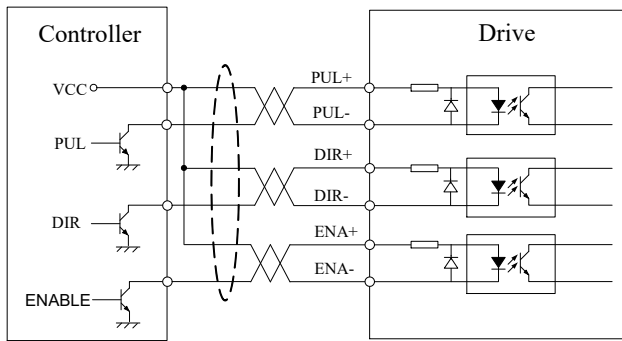 Controller
Drive
VCC
PUL+
PUL-
PUL
DIR+
DIR-
DIR
ENA+
ENA-
ENABLE